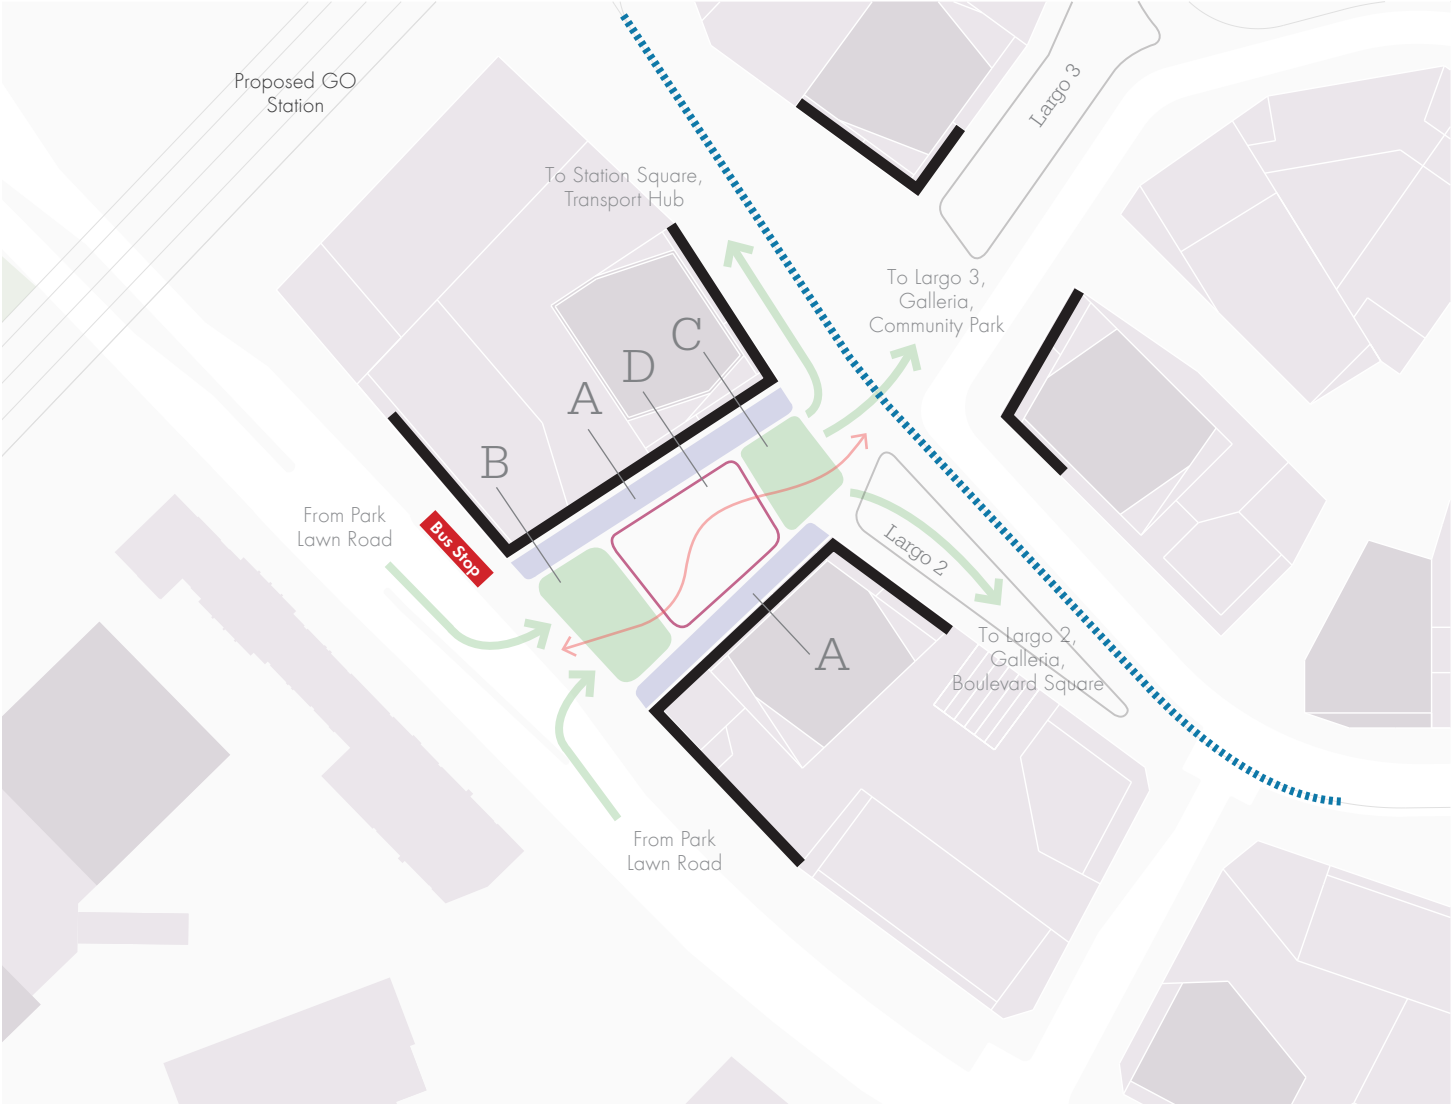 Proposed GO
Station
Largo 3
To Station Square,
Transport Hub
To Largo 3,
Galleria,
Community Park
C
D
A
B
From Park
Lawn Road
Bus Stop
Largo 2
To Largo 2,
Galleria,
Boulevard Square
A
From Park
Lawn Road